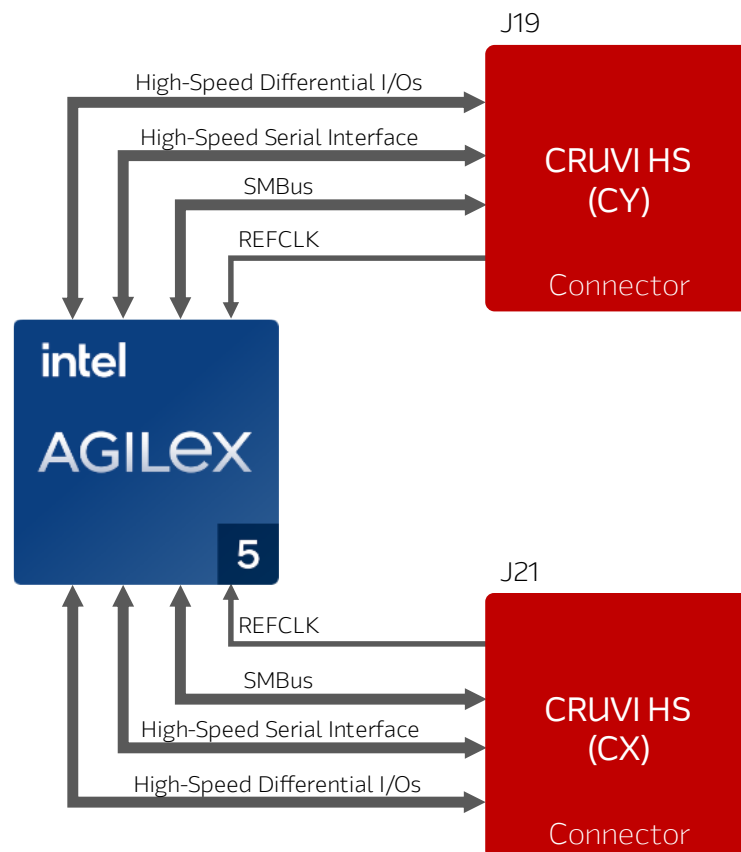 J19
High-Speed Differential I/Os
High-Speed Serial Interface
SMBus
REFCLK
CRUVI HS
(CY)
Connector
intel
AGILEX
5
J21
REFCLK
SMBus
High-Speed Serial Interface
High-Speed Differential I/Os
CRUVI HS
(CX)
Connector